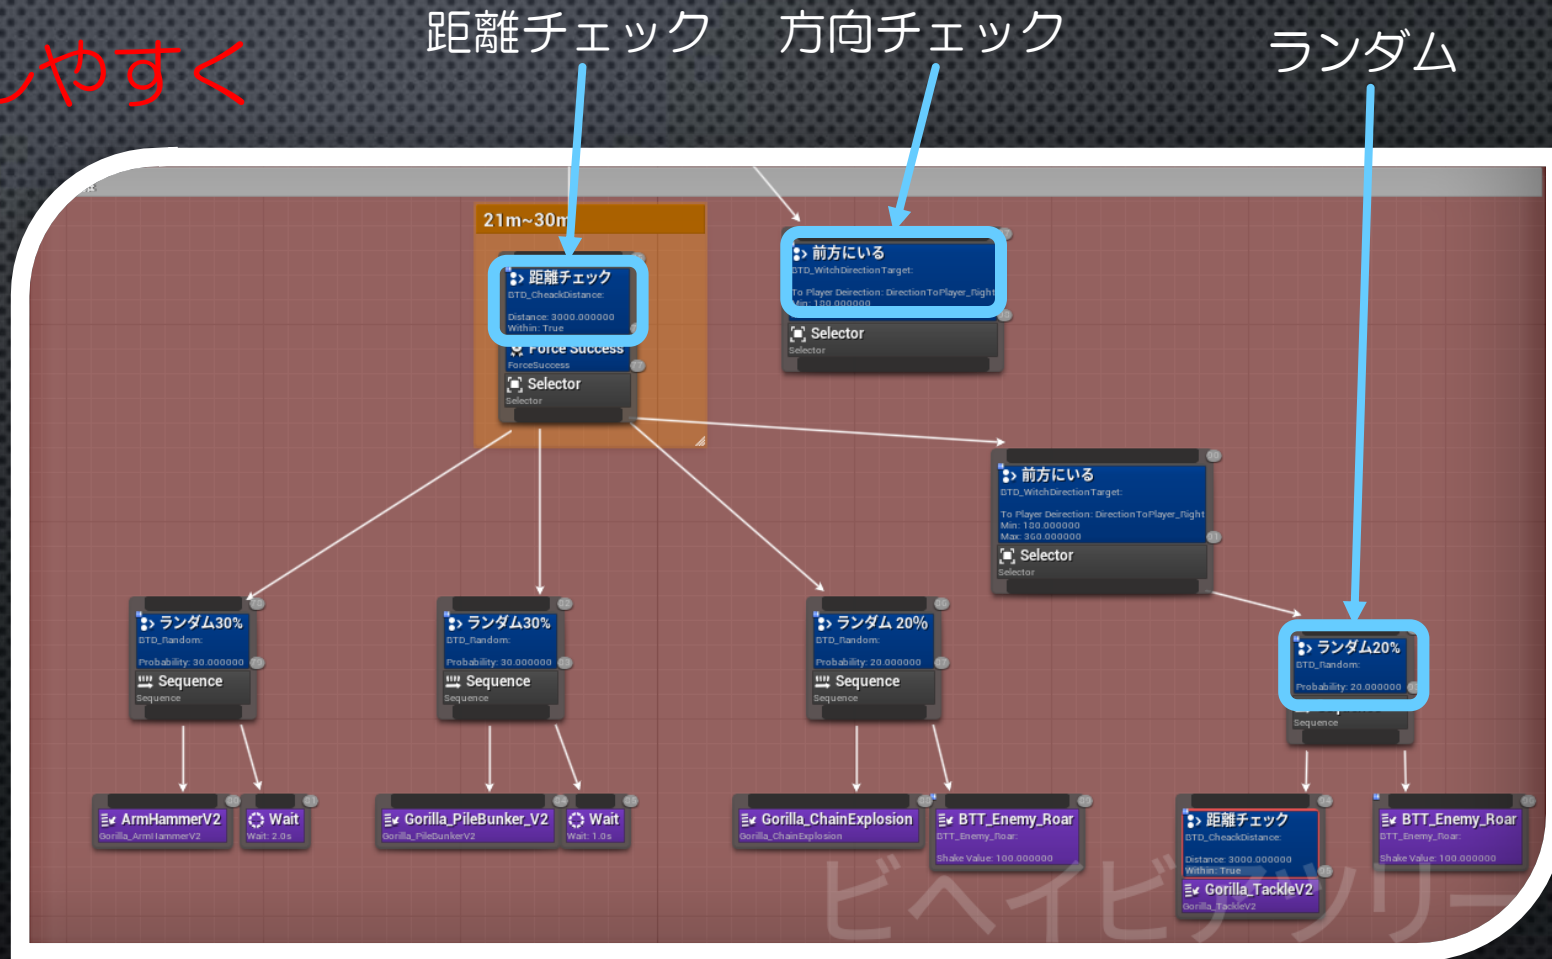 距離チェック
方向チェック
ランダム
やすく
21m~30m
距離チェック
BTD_CheackDistance:
Distance: 3000.000000
Within: True
Force Success
ForceSuccess
Selector
Selector
前方にいる
BTD_WitchDirectionTarget:
To Player Deirection: DirectionToPlayer_Right
Min: 180.000000
Selector
Selector
前方にいる
BTD_WitchDirectionTarget:
To Player Deirection: DirectionToPlayer_Right
Min: 180.000000
Max: 360.000000
Selector
Selector
ランダム30%
BTD_Random:
Probability: 30.000000
Sequence
Sequence
ランダム30%
BTD_Random:
Probability: 30.000000
Sequence
Sequence
ランダム 20%
BTD_Random:
Probability: 20.000000
Sequence
Sequence
ランダム20%
BTD_Random:
Probability: 20.000000
Sequence
ArmHammerV2
Gorilla_ArmHammerV2
Wait
Wait: 2.0s
Gorilla_PileBunker_V2
Gorilla_PileBunkerV2
Wait
Wait: 1.0s
Gorilla_ChainExplosion
Gorilla_ChainExplosion
BTT_Enemy_Roar
BTT_Enemy_Roar:
Shake Value: 100.000000
距離チェック
BTD_CheackDistance:
Distance: 3000.000000
Within: True
Gorilla_TackleV2
Gorilla_TackleV2
BTT_Enemy_Roar
BTT_Enemy_Roar:
Shake Value: 100.000000
ビヘイビアツリー